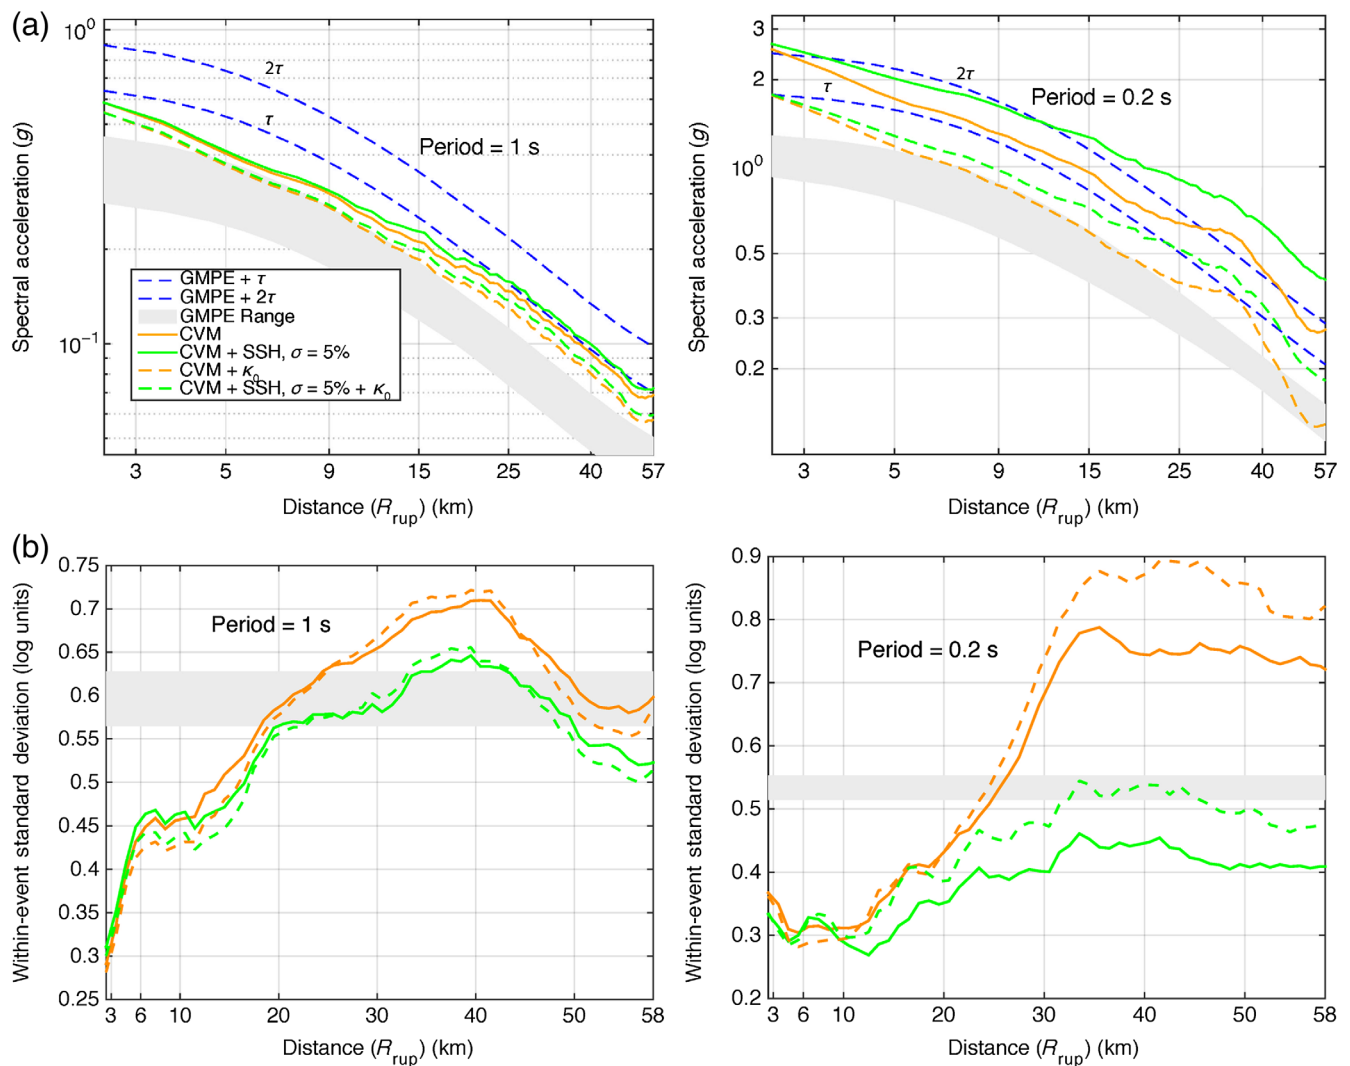 (a)
10⁰
10⁻¹
Spectral acceleration (g)
2τ
τ
Period = 1 s
GMPE + τ
GMPE + 2τ
GMPE Range
CVM
CVM + SSH, σ = 5%
CVM + κ₀
CVM + SSH, σ = 5% + κ₀
3 5 9 15 25 40 57
Distance (R_rup) (km)
3
2
10⁰
0.5
0.3
0.2
Spectral acceleration (g)
2τ
τ
Period = 0.2 s
3 5 9 15 25 40 57
Distance (R_rup) (km)
(b)
0.75
0.7
0.65
0.6
0.55
0.5
0.45
0.4
0.35
0.3
0.25
Within-event standard deviation (log units)
Period = 1 s
3 6 10 20 30 40 50 58
Distance (R_rup) (km)
0.9
0.8
0.7
0.6
0.5
0.4
0.3
0.2
Within-event standard deviation (log units)
Period = 0.2 s
3 6 10 20 30 40 50 58
Distance (R_rup) (km)